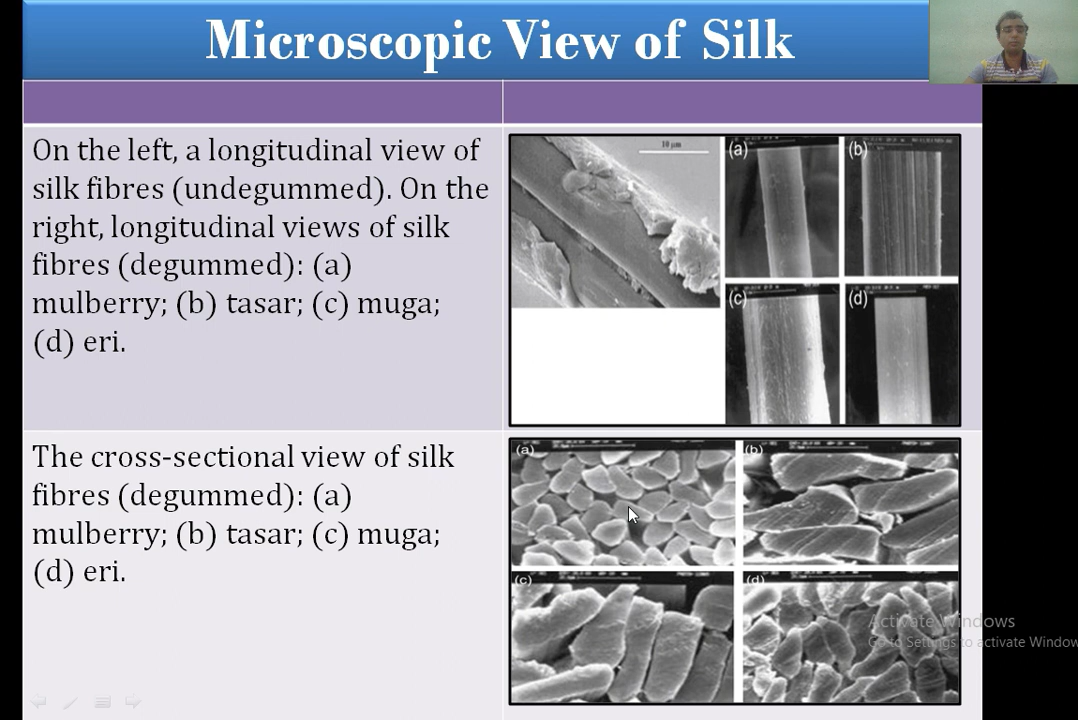 Microscopic View of Silk
On the left, a longitudinal view of
silk fibres (undegummed). On the
right, longitudinal views of silk
fibres (degummed): (a)
mulberry; (b) tasar; (c) muga;
(d) eri.
10 µm
(a)
(b)
(c)
(d)
The cross-sectional view of silk
fibres (degummed): (a)
mulberry; (b) tasar; (c) muga;
(d) eri.
(a)
(b)
(c)
(d)
Activate Windows
Go to Settings to activate Window